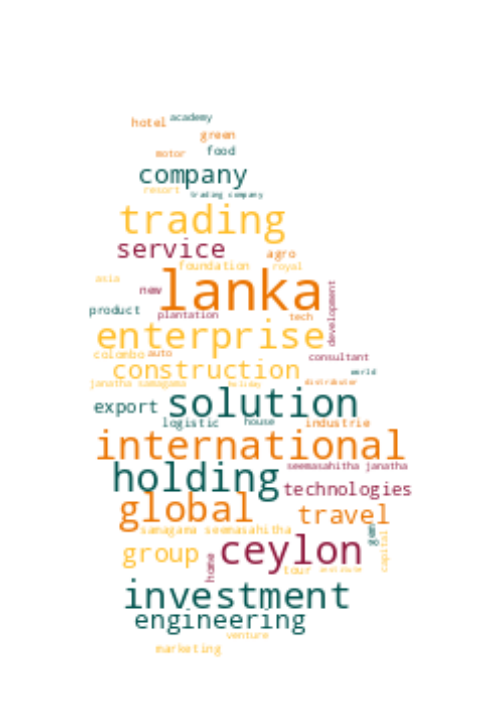 hotel academy
green
motor food
company
resort trading company
trading
service agro
foundation royal
asia lanka
new development
product plantation tech
enterprise
colombo auto consultant
construction world
janatha samagama holiday distributor
export solution
logistic house industrie
international
holding seemasahitha janatha
technologies
global travel
samagama seemasahitha gem
group ceylon capital
home tour
investment
engineering
venture
marketing